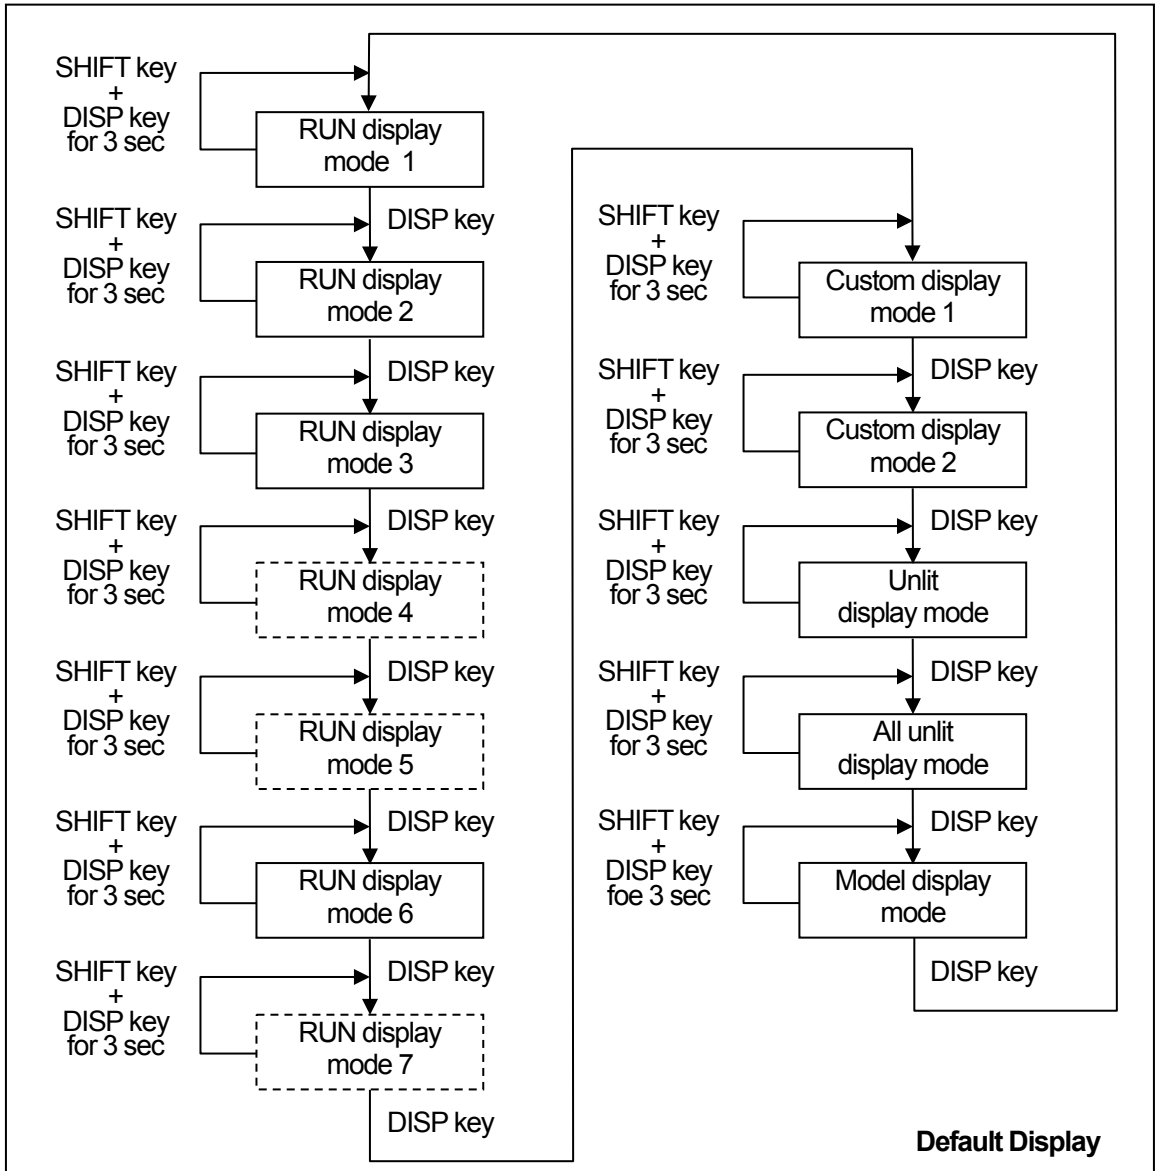 SHIFT key
+
DISP key
for 3 sec
RUN display
mode 1
DISP key
SHIFT key
+
DISP key
for 3 sec
RUN display
mode 2
DISP key
SHIFT key
+
DISP key
for 3 sec
RUN display
mode 3
DISP key
SHIFT key
+
DISP key
for 3 sec
RUN display
mode 4
DISP key
SHIFT key
+
DISP key
for 3 sec
RUN display
mode 5
DISP key
SHIFT key
+
DISP key
for 3 sec
RUN display
mode 6
DISP key
SHIFT key
+
DISP key
for 3 sec
RUN display
mode 7
DISP key
SHIFT key
+
DISP key
for 3 sec
Custom display
mode 1
DISP key
SHIFT key
+
DISP key
for 3 sec
Custom display
mode 2
DISP key
SHIFT key
+
DISP key
for 3 sec
Unlit
display mode
DISP key
SHIFT key
+
DISP key
for 3 sec
All unlit
display mode
DISP key
SHIFT key
+
DISP key
foe 3 sec
Model display
mode
DISP key
Default Display